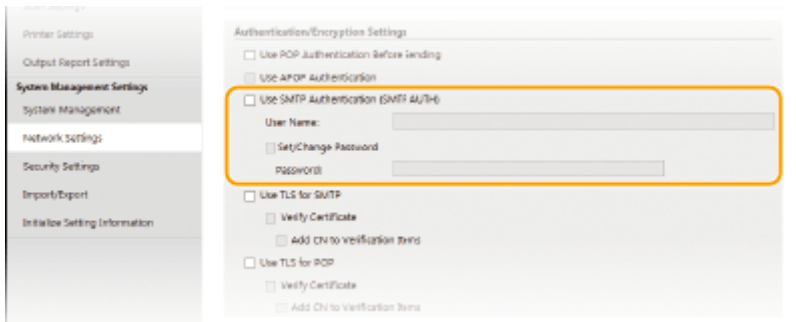 Printer Settings
Output Report Settings
System Management Settings
System Management
Network Settings
Security Settings
Import/Export
Initialize Setting Information
Authentication/Encryption Settings
Use POP Authentication Before Sending
Use APOP Authentication
Use SMTP Authentication (SMTP AUTH)
User Name:
Set/Change Password
Password:
Use TLS for SMTP
Verify Certificate
Add CN to Verification Items
Use TLS for POP
Verify Certificate
Add CN to Verification Items